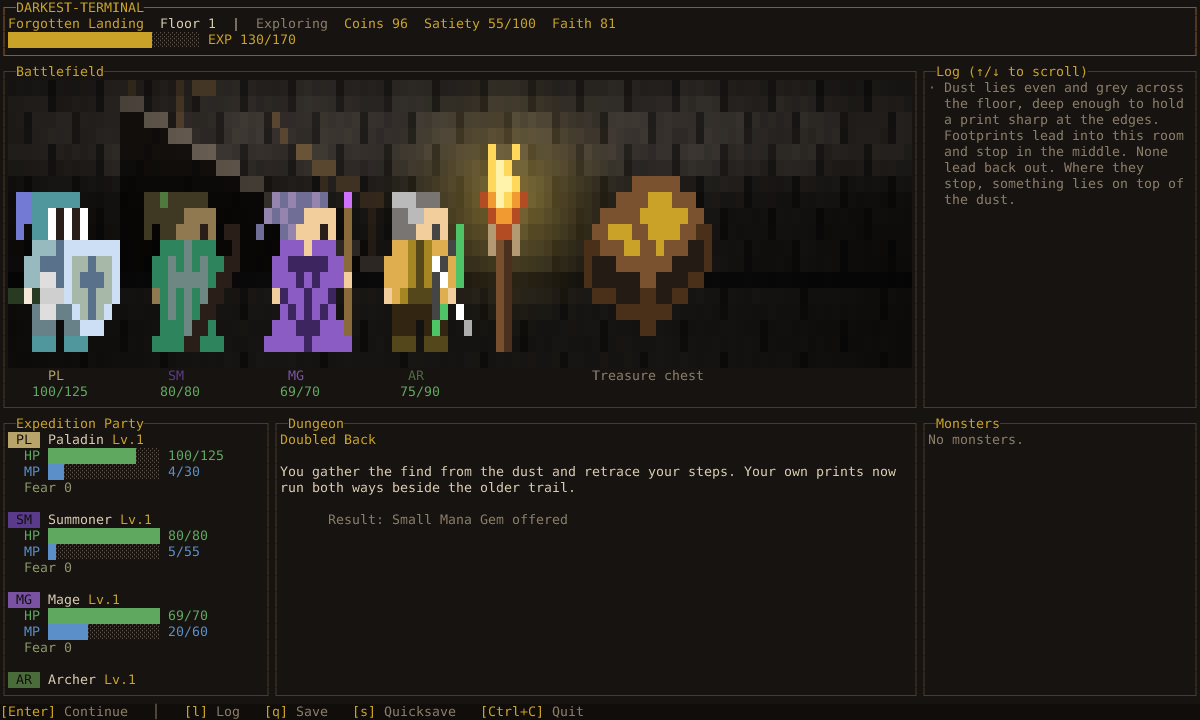 DARKEST-TERMINAL
Forgotten Landing  Floor 1  |  Exploring  Coins 96  Satiety 55/100  Faith 81
EXP 130/170
Battlefield
PL  SM  MG  AR  Treasure chest
100/125  80/80  69/70  75/90
Log (↑/↓ to scroll)
· Dust lies even and grey across
the floor, deep enough to hold
a print sharp at the edges.
Footprints lead into this room
and stop in the middle. None
lead back out. Where they
stop, something lies on top of
the dust.
Expedition Party
PL Paladin Lv.1
HP 100/125
MP 4/30
Fear 0
SM Summoner Lv.1
HP 80/80
MP 5/55
Fear 0
MG Mage Lv.1
HP 69/70
MP 20/60
Fear 0
AR Archer Lv.1
Dungeon
Doubled Back
You gather the find from the dust and retrace your steps. Your own prints now
run both ways beside the older trail.
Result: Small Mana Gem offered
Monsters
No monsters.
[Enter] Continue  |  [l] Log  [q] Save  [s] Quicksave  [Ctrl+C] Quit